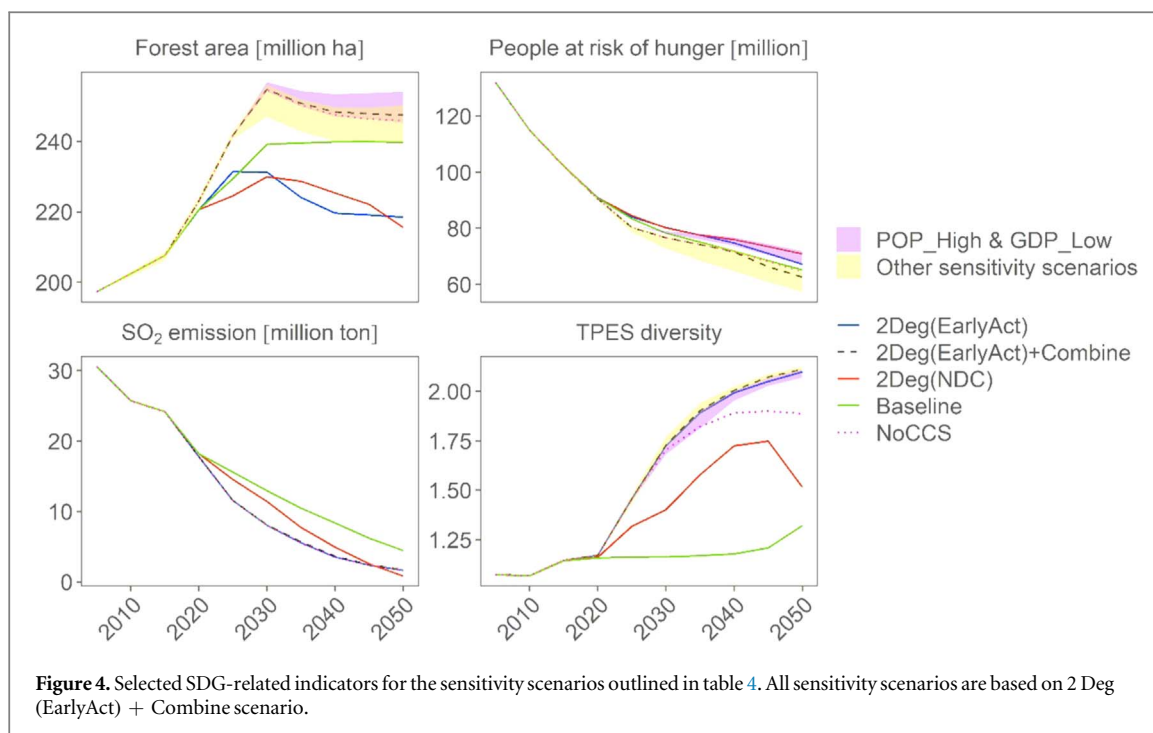 Forest area [million ha]
People at risk of hunger [million]
240
220
200
120
100
80
60
SO₂ emission [million ton]
TPES diversity
30
20
10
0
2.00
1.75
1.50
1.25
2010
2020
2030
2040
2050
2010
2020
2030
2040
2050
POP_High & GDP_Low
Other sensitivity scenarios
2Deg(EarlyAct)
2Deg(EarlyAct)+Combine
2Deg(NDC)
Baseline
NoCCS
Figure 4. Selected SDG-related indicators for the sensitivity scenarios outlined in table 4. All sensitivity scenarios are based on 2 Deg
(EarlyAct) + Combine scenario.